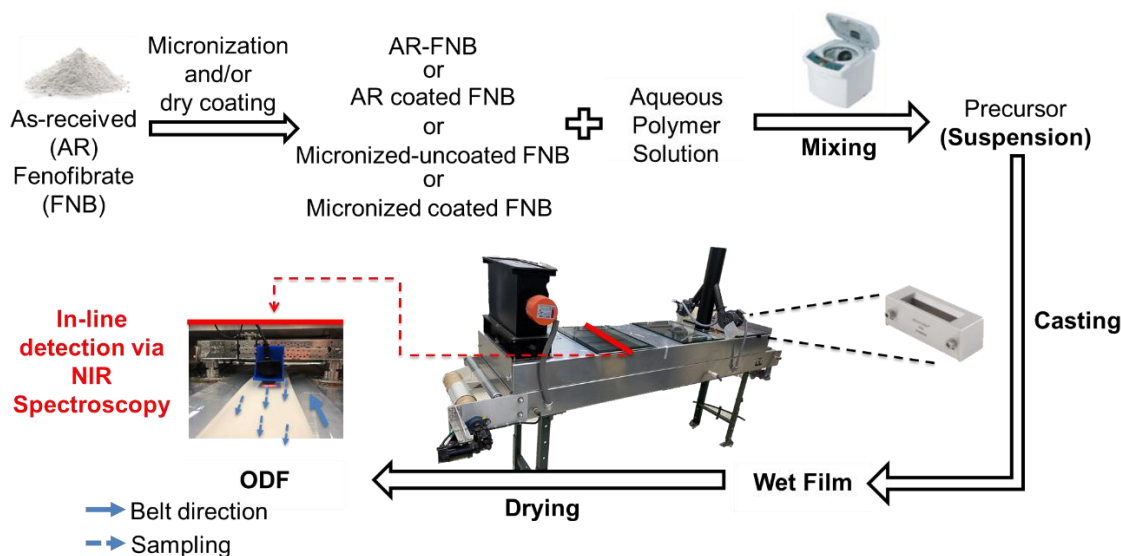 As-received
(AR)
Fenofibrate
(FNB)
Micronization
and/or
dry coating
AR-FNB
or
AR coated FNB
or
Micronized-uncoated FNB
or
Micronized coated FNB
Aqueous
Polymer
Solution
Mixing
Precursor
(Suspension)
Casting
Wet Film
Drying
ODF
In-line
detection via
NIR
Spectroscopy
Belt direction
Sampling